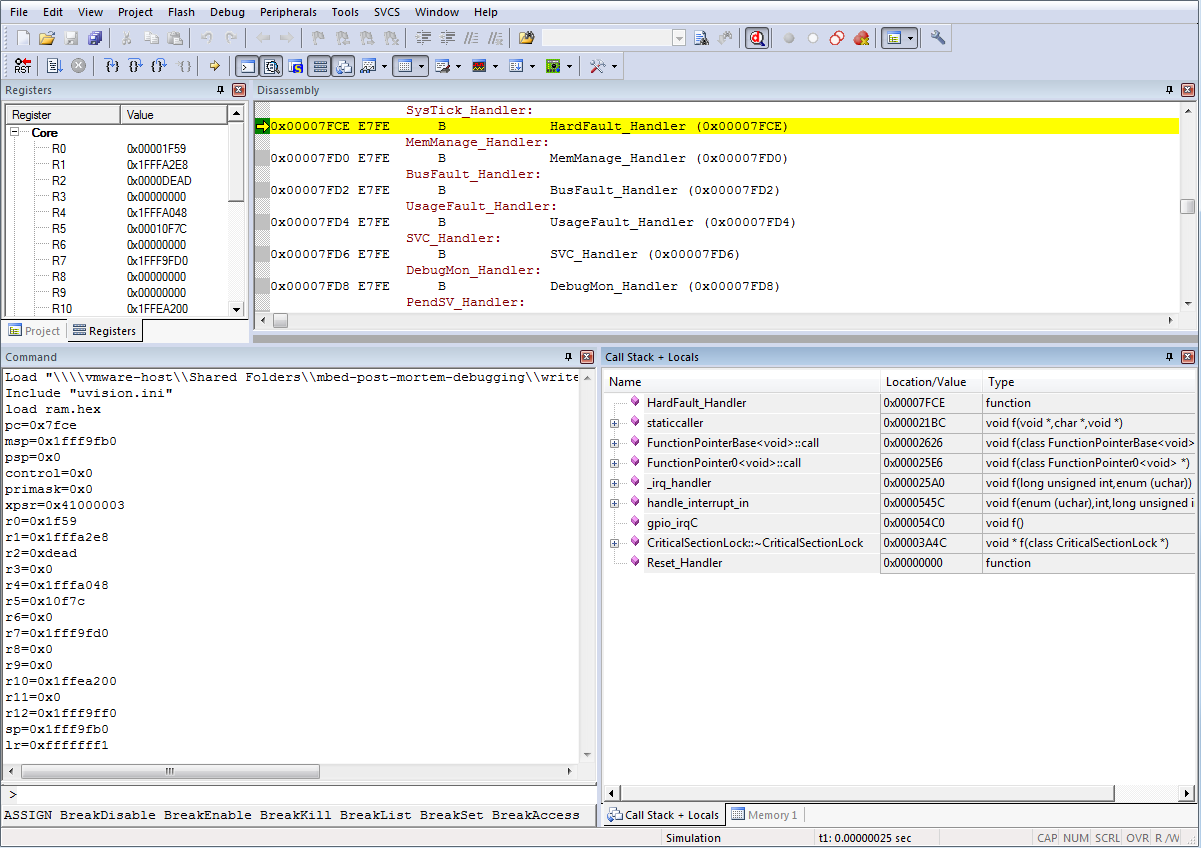 File Edit View Project Flash Debug Peripherals Tools SVCS Window Help
RST
Registers
Register Value
Core
R0 0x00001F59
R1 0x1FFFA2E8
R2 0x0000DEAD
R3 0x00000000
R4 0x1FFFA048
R5 0x00010F7C
R6 0x00000000
R7 0x1FFF9FD0
R8 0x00000000
R9 0x00000000
R10 0x1FFEA200
Project Registers
Disassembly
SysTick_Handler:
0x00007FCE E7FE B HardFault_Handler (0x00007FCE)
MemManage_Handler:
0x00007FD0 E7FE B MemManage_Handler (0x00007FD0)
BusFault_Handler:
0x00007FD2 E7FE B BusFault_Handler (0x00007FD2)
UsageFault_Handler:
0x00007FD4 E7FE B UsageFault_Handler (0x00007FD4)
SVC_Handler:
0x00007FD6 E7FE B SVC_Handler (0x00007FD6)
DebugMon_Handler:
0x00007FD8 E7FE B DebugMon_Handler (0x00007FD8)
PendSV_Handler:
Command
Load "\\\\vmware-host\\Shared Folders\\mbed-post-mortem-debugging\\write
Include "uvision.ini"
load ram.hex
pc=0x7fce
msp=0x1fff9fb0
psp=0x0
control=0x0
primask=0x0
xpsr=0x41000003
r0=0x1f59
r1=0x1fffa2e8
r2=0xdead
r3=0x0
r4=0x1fffa048
r5=0x10f7c
r6=0x0
r7=0x1fff9fd0
r8=0x0
r9=0x0
r10=0x1ffea200
r11=0x0
r12=0x1fff9ff0
sp=0x1fff9fb0
lr=0xfffffff1
>
ASSIGN BreakDisable BreakEnable BreakKill BreakList BreakSet BreakAccess
Call Stack + Locals
Name Location/Value Type
HardFault_Handler 0x00007FCE function
staticcaller 0x000021BC void f(void *,char *,void *)
FunctionPointerBase<void>::call 0x00002626 void f(class FunctionPointerBase<void>
FunctionPointer0<void>::call 0x000025E6 void f(class FunctionPointer0<void> *)
_irq_handler 0x000025A0 void f(long unsigned int,enum (uchar))
handle_interrupt_in 0x0000545C void f(enum (uchar),int,long unsigned i
gpio_irqC 0x000054C0 void f()
CriticalSectionLock::~CriticalSectionLock 0x00003A4C void * f(class CriticalSectionLock *)
Reset_Handler 0x00000000 function
Call Stack + Locals Memory 1
Simulation t1: 0.00000025 sec CAP NUM SCRL OVR R/W